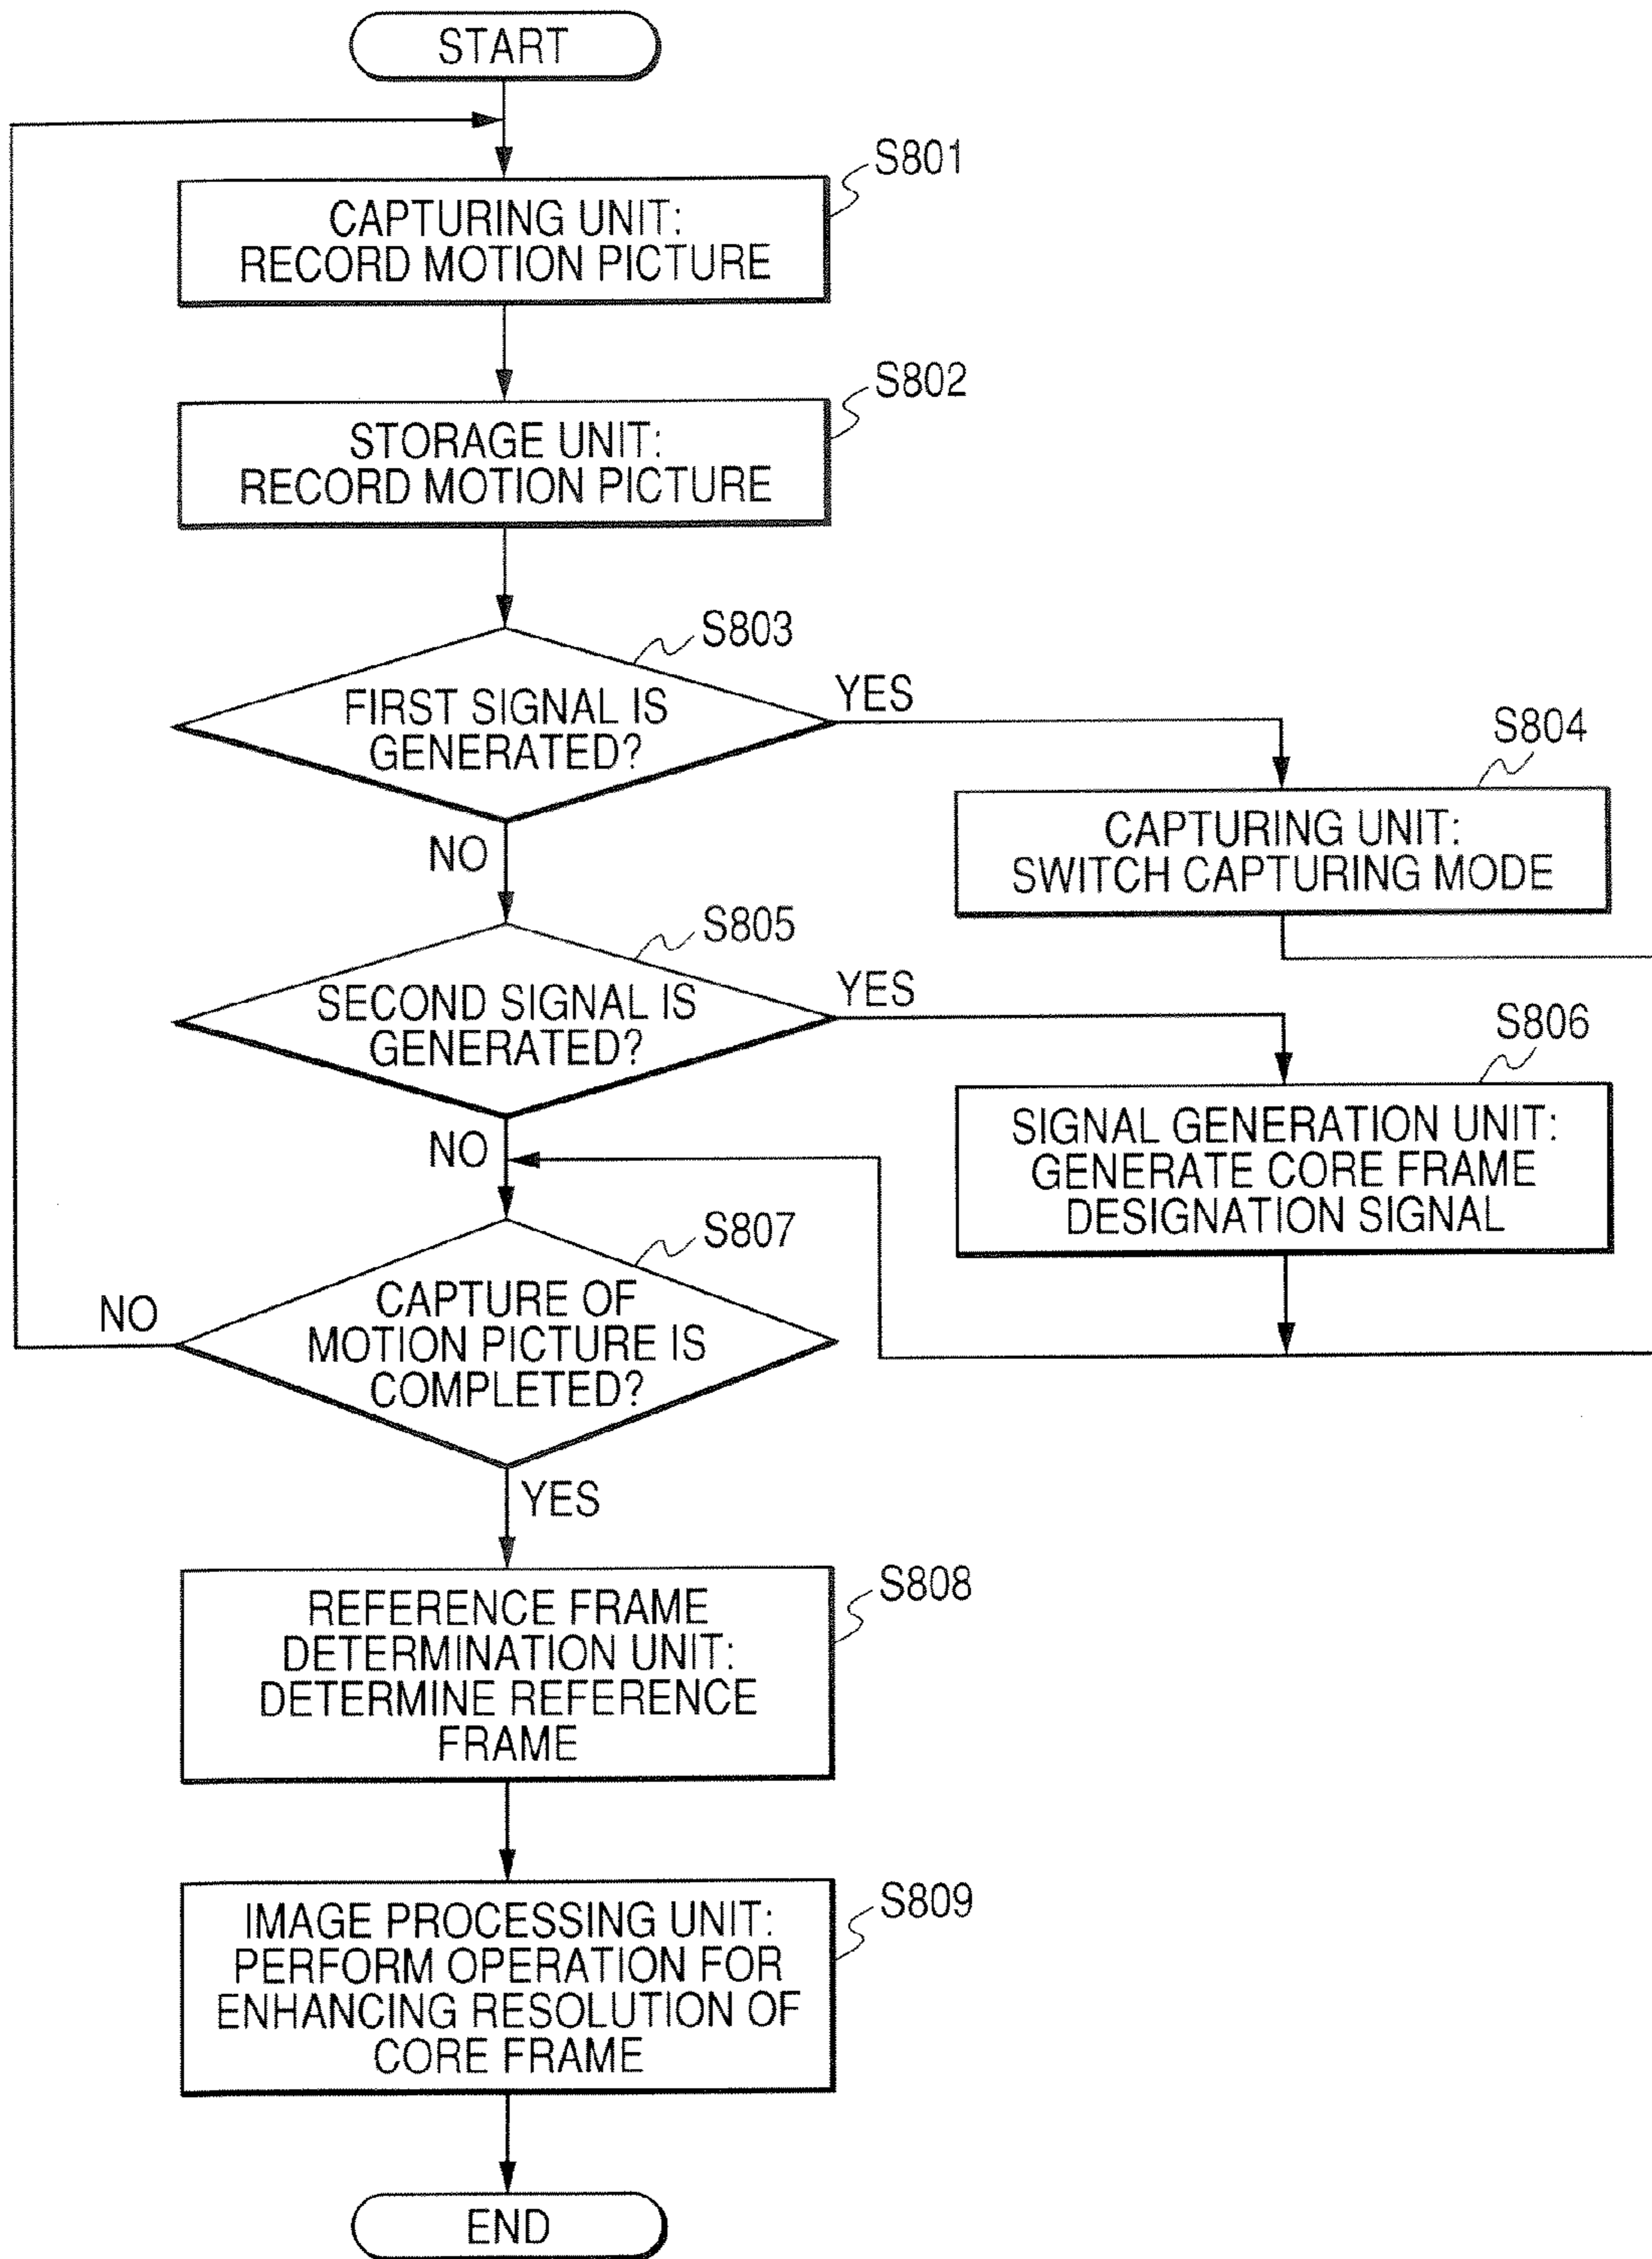 START
S801
CAPTURING UNIT:
RECORD MOTION PICTURE
S802
STORAGE UNIT:
RECORD MOTION PICTURE
S803
FIRST SIGNAL IS
GENERATED?
YES
NO
S804
CAPTURING UNIT:
SWITCH CAPTURING MODE
S805
SECOND SIGNAL IS
GENERATED?
YES
NO
S806
SIGNAL GENERATION UNIT:
GENERATE CORE FRAME
DESIGNATION SIGNAL
S807
CAPTURE OF
MOTION PICTURE IS
COMPLETED?
NO
YES
S808
REFERENCE FRAME
DETERMINATION UNIT:
DETERMINE REFERENCE
FRAME
S809
IMAGE PROCESSING UNIT:
PERFORM OPERATION FOR
ENHANCING RESOLUTION OF
CORE FRAME
END